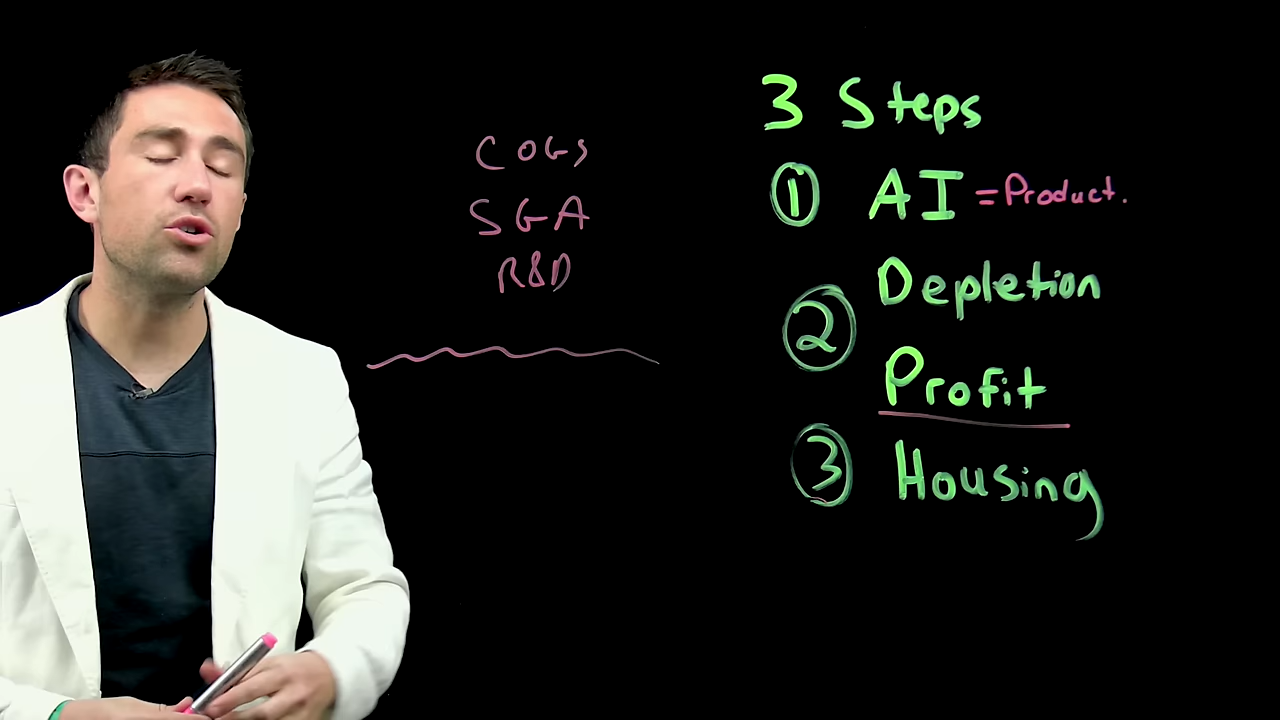 COGS
SGA
R&D
3 Steps
① AI = Product.
② Depletion
Profit
③ Housing